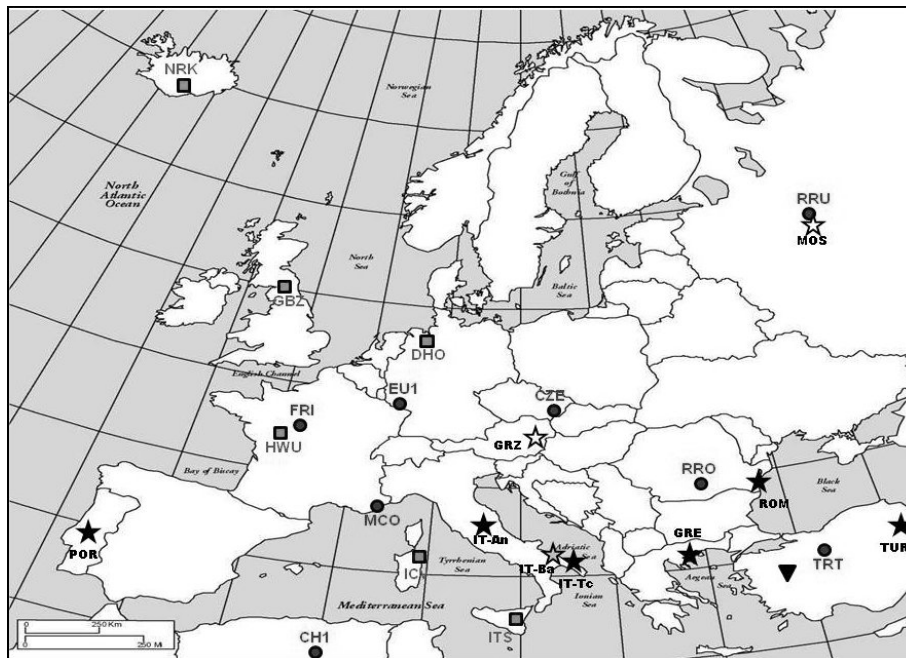 NRK
Norwegian
Sea
North
Atlantic
Ocean
Gulf
of
Bothnia
RRU
MOS
North
Sea
Baltic
Sea
GBZ
DHO
English Channel
EU1
CZE
FRI
HWU
GRZ
Bay of Biscay
RRO
Black
Sea
ROM
MCO
IT-An
GRE
TUR
POR
Adriatic
Sea
IC
Tyrrhenian
Sea
IT-Ba
IT-Tc
Aegean
Sea
TRT
Ionian
Sea
Mediterranean Sea
0 250 Km
0 250 Mi
CH1
ITS